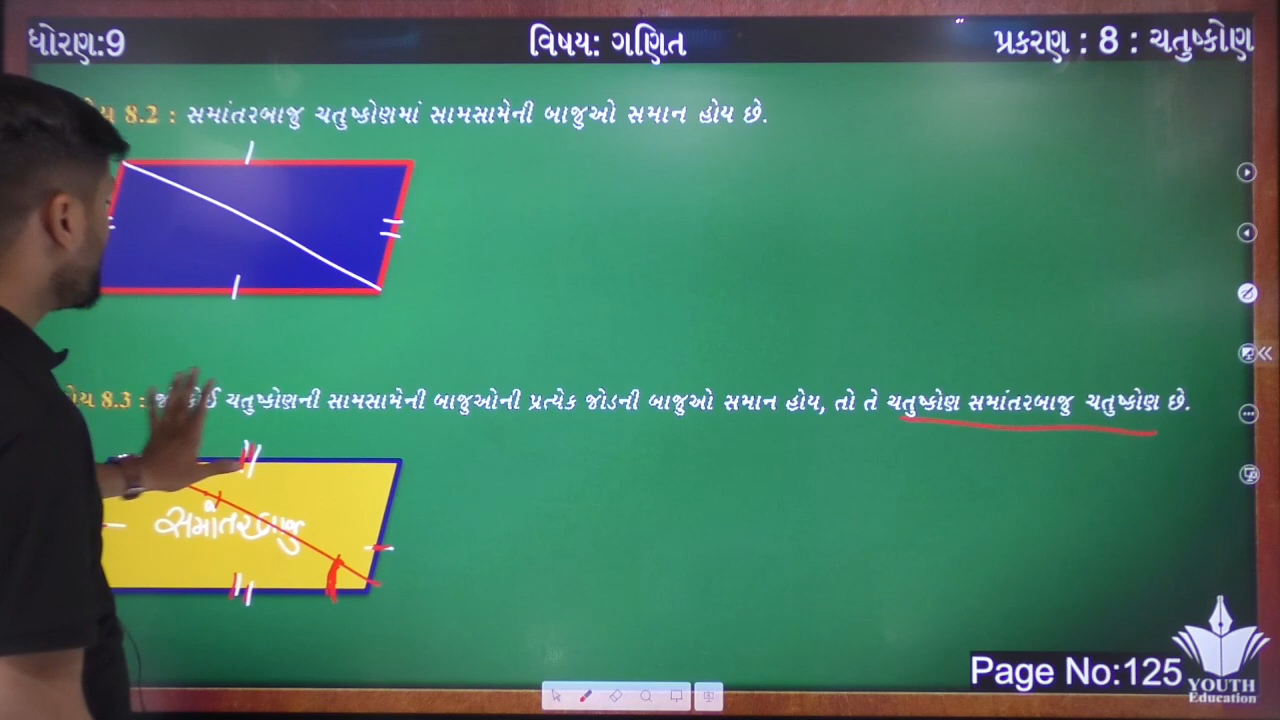 ધોરણ:9
વિષય: ગણિત
પ્રકરણ : 8 : ચતુષ્કોણ
8.2 : સમાંતરબાજુ ચતુષ્કોણમાં સામસામેની બાજુઓ સમાન હોય છે.
8.3 : ચતુષ્કોણની સામસામેની બાજુઓની પ્રત્યેક જોડની બાજુઓ સમાન હોય, તો તે ચતુષ્કોણ સમાંતરબાજુ ચતુષ્કોણ છે.
સમાંતરબાજુ
Page No:125
YOUTH
Education